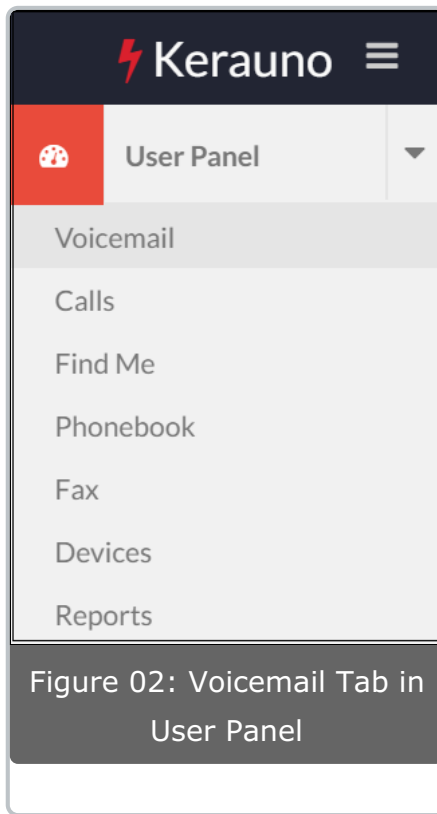 Kerauno
User Panel
Voicemail
Calls
Find Me
Phonebook
Fax
Devices
Reports
Figure 02: Voicemail Tab in
User Panel